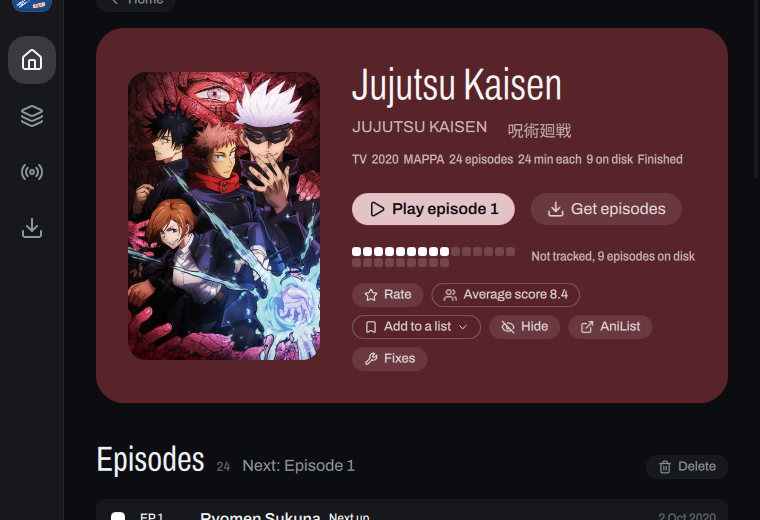 Home
Jujutsu Kaisen
JUJUTSU KAISEN 呪術廻戦
TV 2020 MAPPA 24 episodes 24 min each 9 on disk Finished
Play episode 1 Get episodes
Not tracked, 9 episodes on disk
Rate Average score 8.4
Add to a list Hide AniList
Fixes
Episodes 24 Next: Episode 1 Delete
EP 1 Ryomen Sukuna Next up 2 Oct 2020